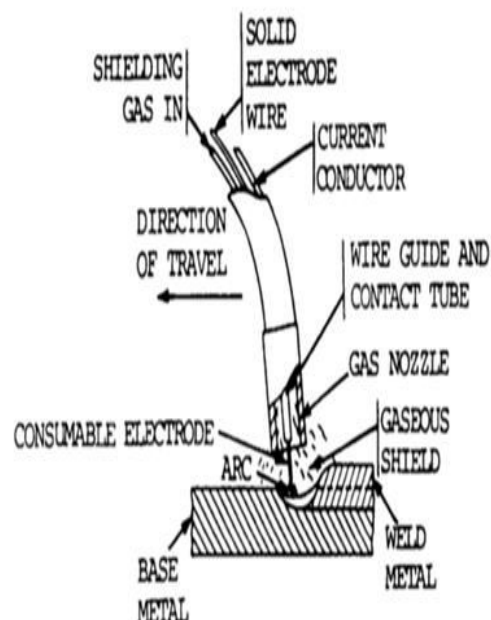 SOLID
ELECTRODE
WIRE
SHIELDING
GAS IN
CURRENT
CONDUCTOR
DIRECTION
OF TRAVEL
WIRE GUIDE AND
CONTACT TUBE
GAS NOZZLE
CONSUMABLE ELECTRODE
GASEOUS
SHIELD
ARC
BASE
METAL
WELD
METAL